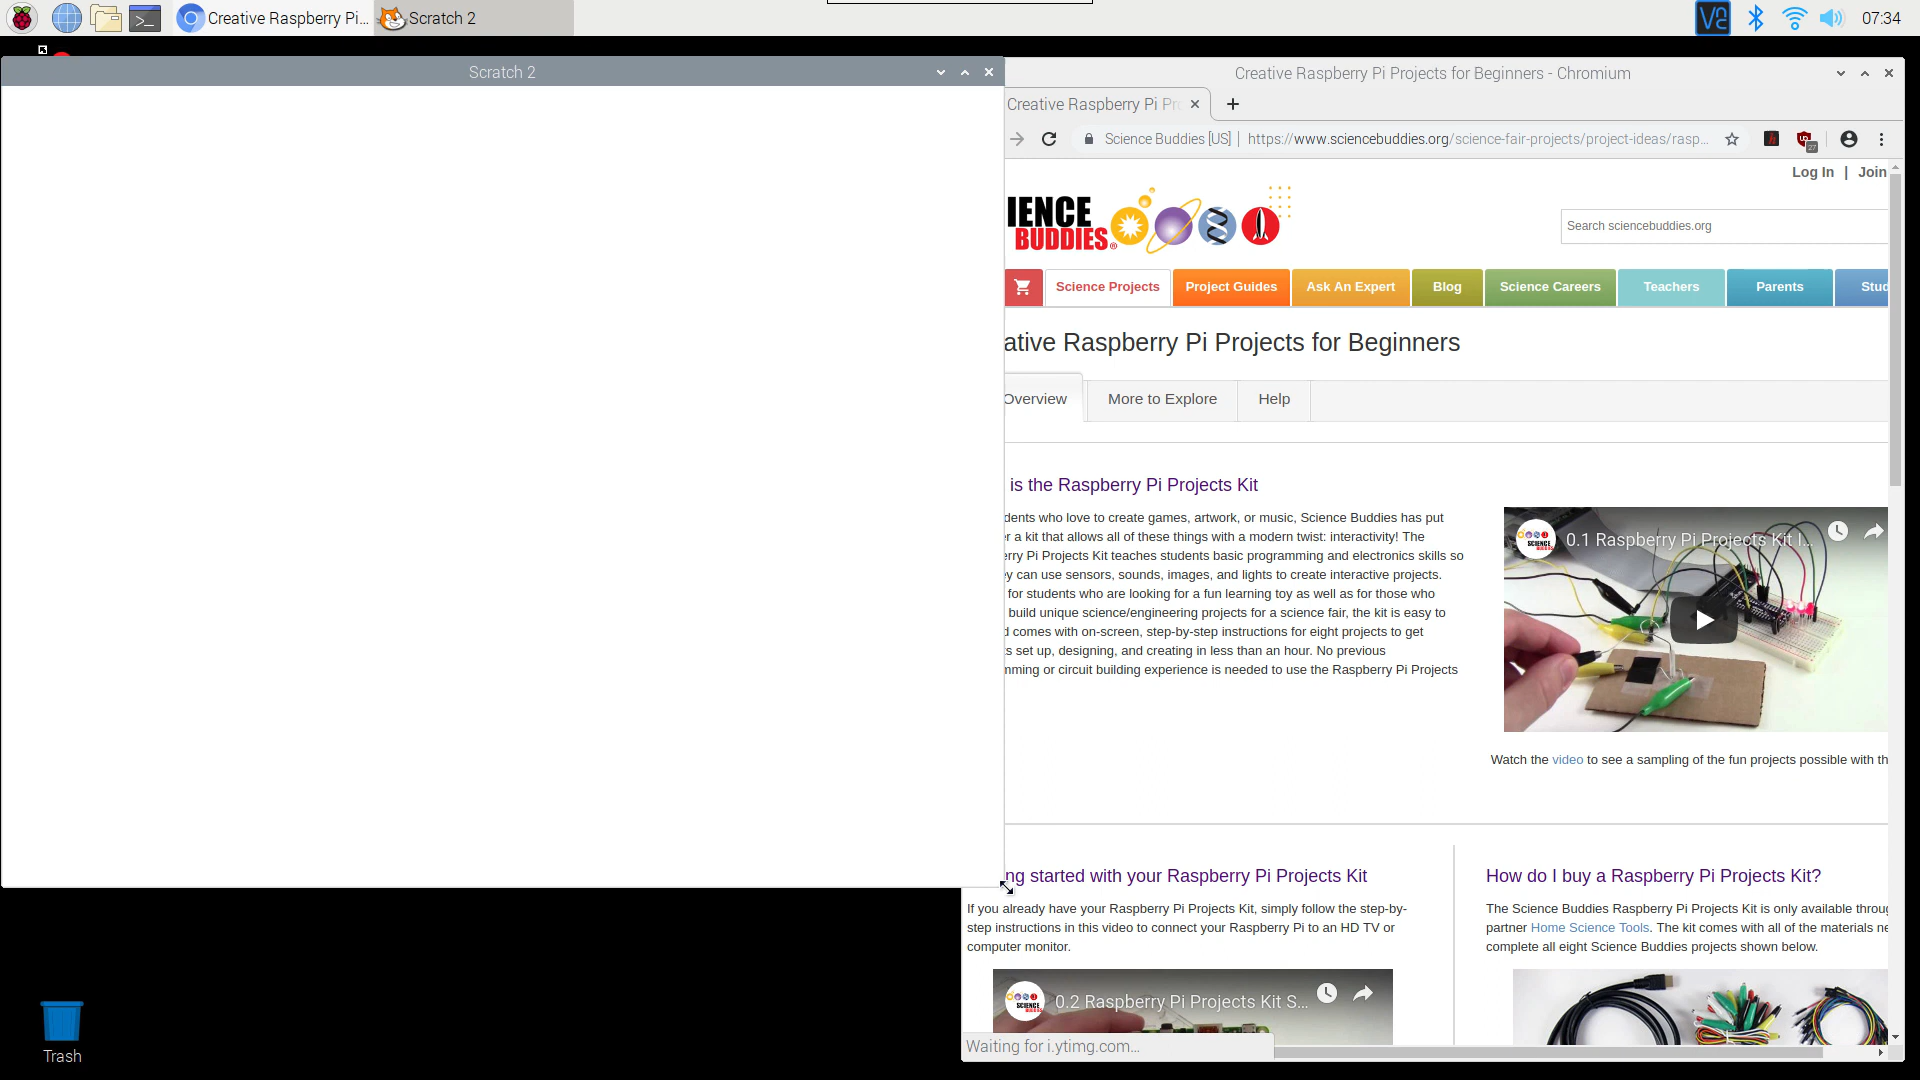 Creative Raspberry Pi...
Scratch 2
07:34
Scratch 2
Creative Raspberry Pi Projects for Beginners - Chromium
Creative Raspberry Pi Pr
Science Buddies [US] | https://www.sciencebuddies.org/science-fair-projects/project-ideas/rasp...
27
Log In | Join
IENCE
BUDDIES®
Search sciencebuddies.org
Science Projects
Project Guides
Ask An Expert
Blog
Science Careers
Teachers
Parents
Stud
ative Raspberry Pi Projects for Beginners
Overview
More to Explore
Help
is the Raspberry Pi Projects Kit
dents who love to create games, artwork, or music, Science Buddies has put
r a kit that allows all of these things with a modern twist: interactivity! The
erry Pi Projects Kit teaches students basic programming and electronics skills so
y can use sensors, sounds, images, and lights to create interactive projects.
for students who are looking for a fun learning toy as well as for those who
build unique science/engineering projects for a science fair, the kit is easy to
d comes with on-screen, step-by-step instructions for eight projects to get
s set up, designing, and creating in less than an hour. No previous
mming or circuit building experience is needed to use the Raspberry Pi Projects
0.1 Raspberry Pi Projects Kit I...
Watch the video to see a sampling of the fun projects possible with th
ng started with your Raspberry Pi Projects Kit
If you already have your Raspberry Pi Projects Kit, simply follow the step-by-
step instructions in this video to connect your Raspberry Pi to an HD TV or
computer monitor.
SCIENCE
0.2 Raspberry Pi Projects Kit S...
How do I buy a Raspberry Pi Projects Kit?
The Science Buddies Raspberry Pi Projects Kit is only available throug
partner Home Science Tools. The kit comes with all of the materials ne
complete all eight Science Buddies projects shown below.
Waiting for i.ytimg.com...
Trash